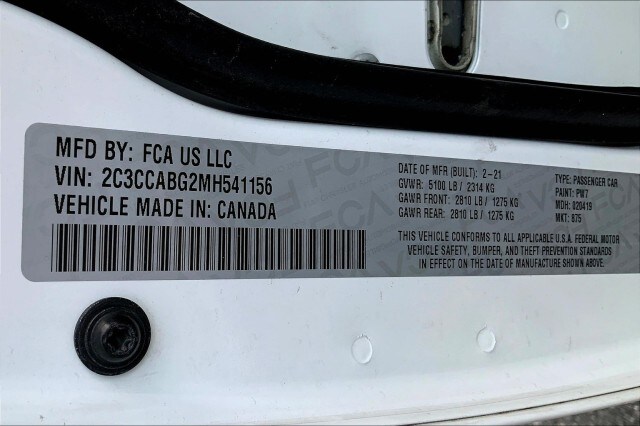 MFD BY: FCA US LLC
VIN: 2C3CCABG2MH541156
VEHICLE MADE IN: CANADA
DATE OF MFR (BUILT): 2-21
GVWR: 5100 LB / 2314 KG
GAWR FRONT: 2810 LB / 1275 KG
GAWR REAR: 2810 LB / 1275 KG
TYPE: PASSENGER CAR
PAINT: PW7
MDH: 020419
MKT: 875
THIS VEHICLE CONFORMS TO ALL APPLICABLE U.S.A. FEDERAL MOTOR
VEHICLE SAFETY, BUMPER, AND THEFT PREVENTION STANDARDS
IN EFFECT ON THE DATE OF MANUFACTURE SHOWN ABOVE.